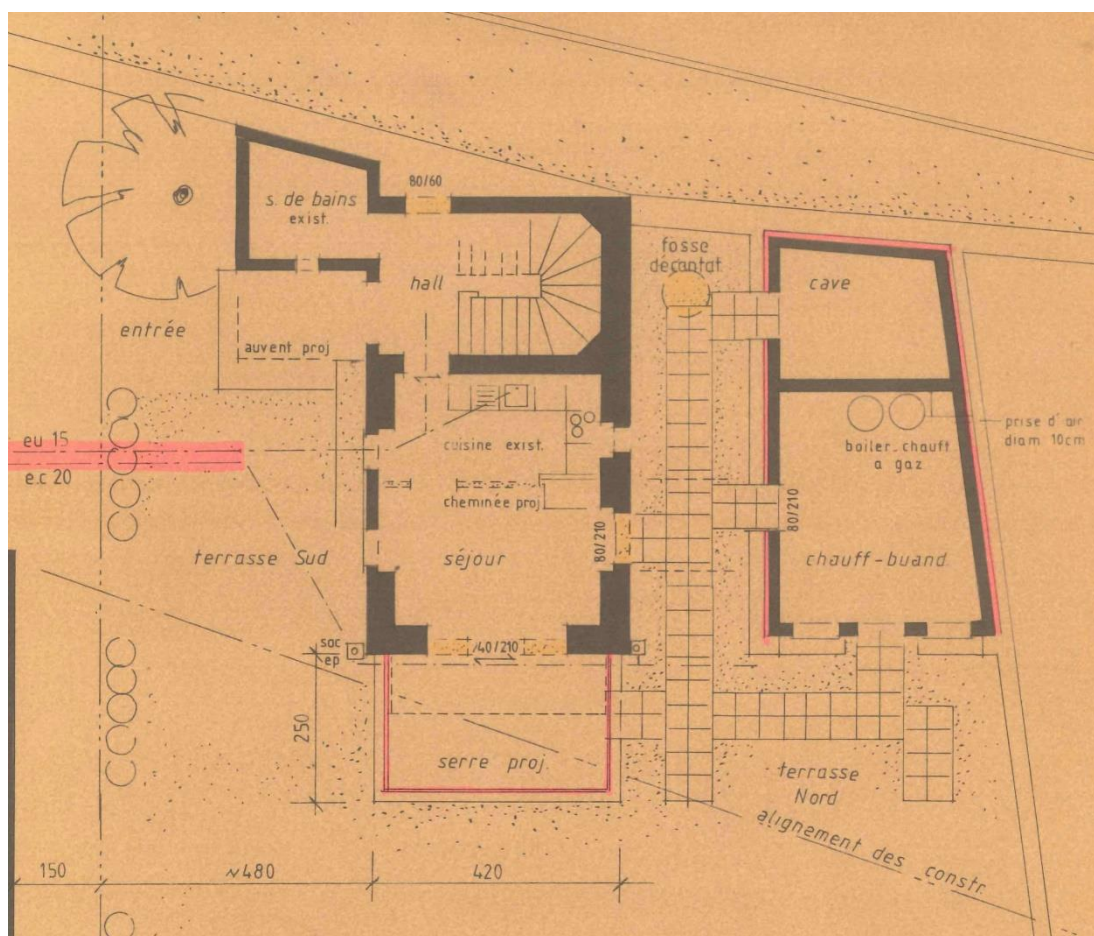 80/60
s. de bains
exist.
fosse
décantat.
hall
cave
entrée
auvent proj
prise d'air
diam 10cm
eu 15
e.c 20
cuisine exist.
boiler-chauff
a gaz
cheminée proj.
80/210
80/210
terrasse Sud
séjour
chauff-buand.
sac
ep
140/210
250
serre proj.
terrasse
Nord
alignement des constr.
150
~480
420